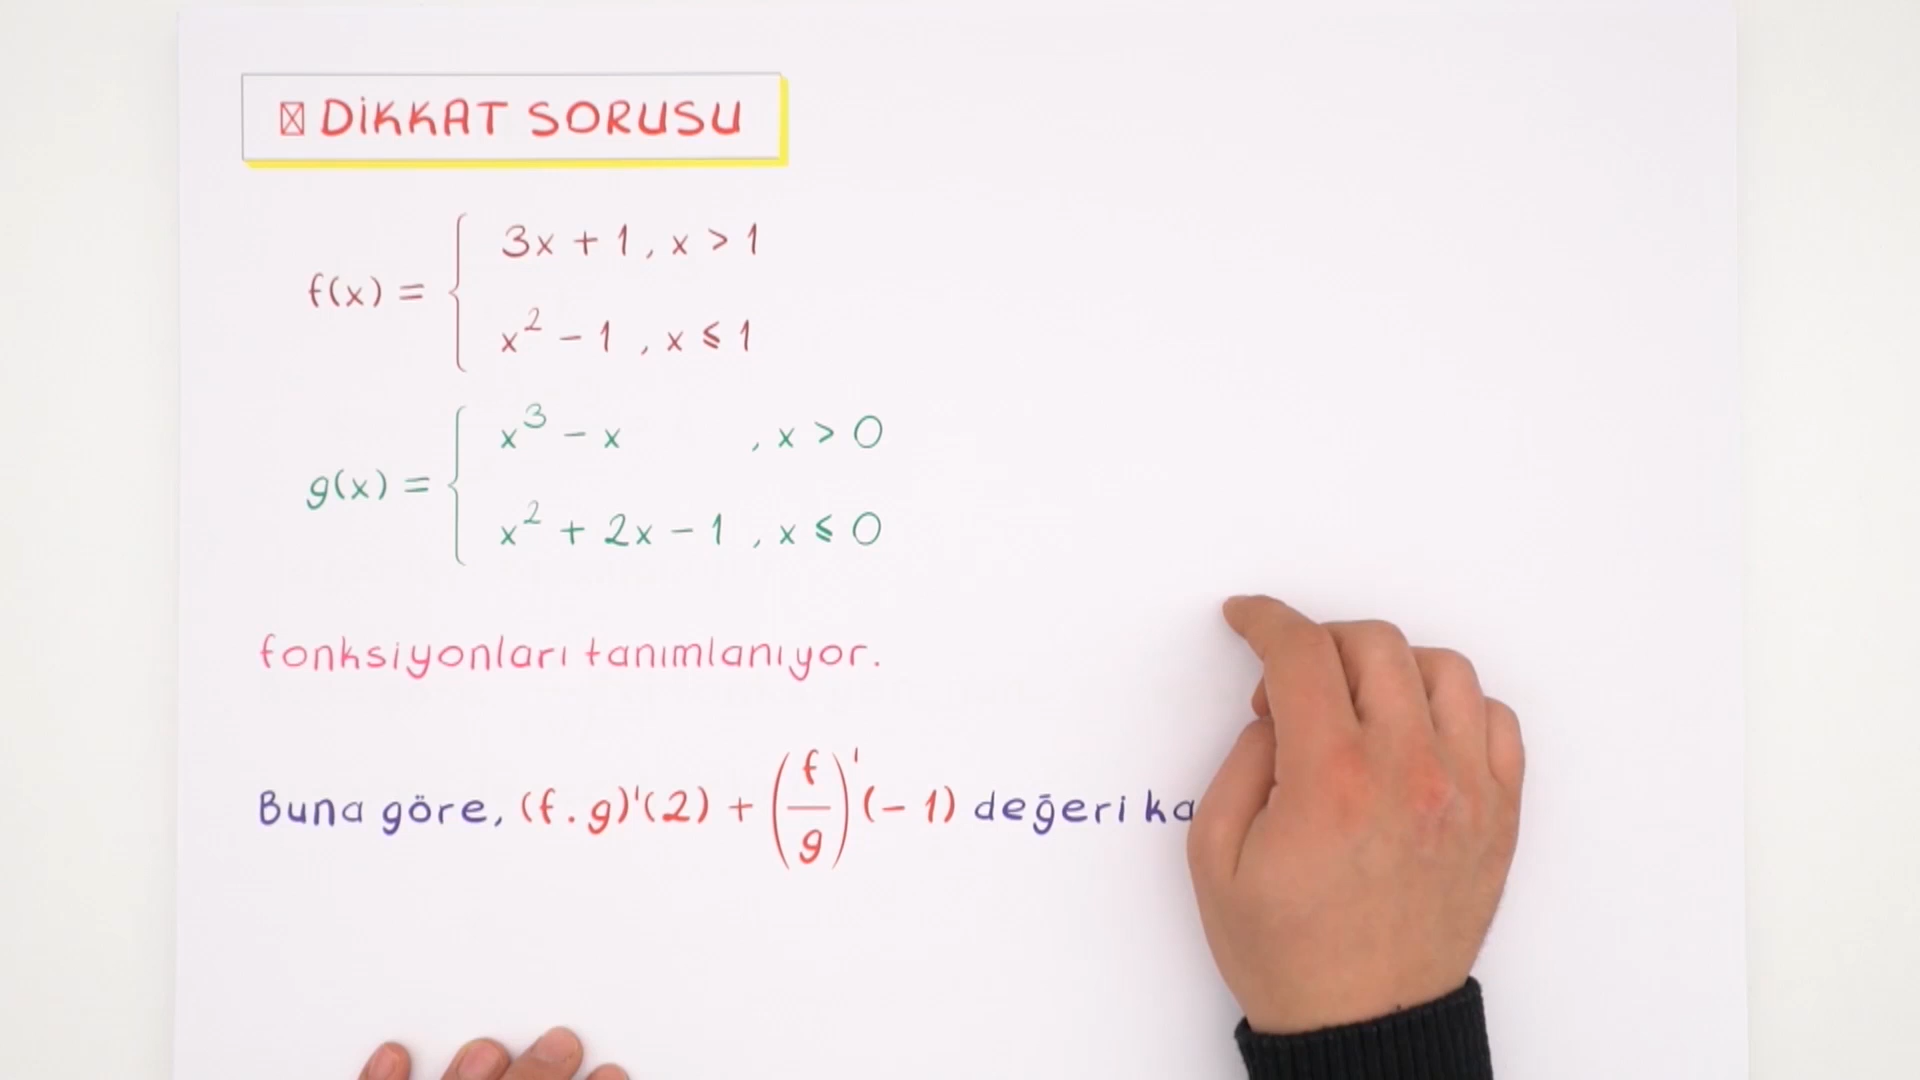 DİKKAT SORUSU
f(x) = { 3x + 1 , x > 1
x² - 1 , x ⩽ 1
g(x) = { x³ - x , x > 0
x² + 2x - 1 , x ⩽ 0
fonksiyonları tanımlanıyor.
Buna göre, (f . g)'(2) + (f/g)'(- 1) değeri